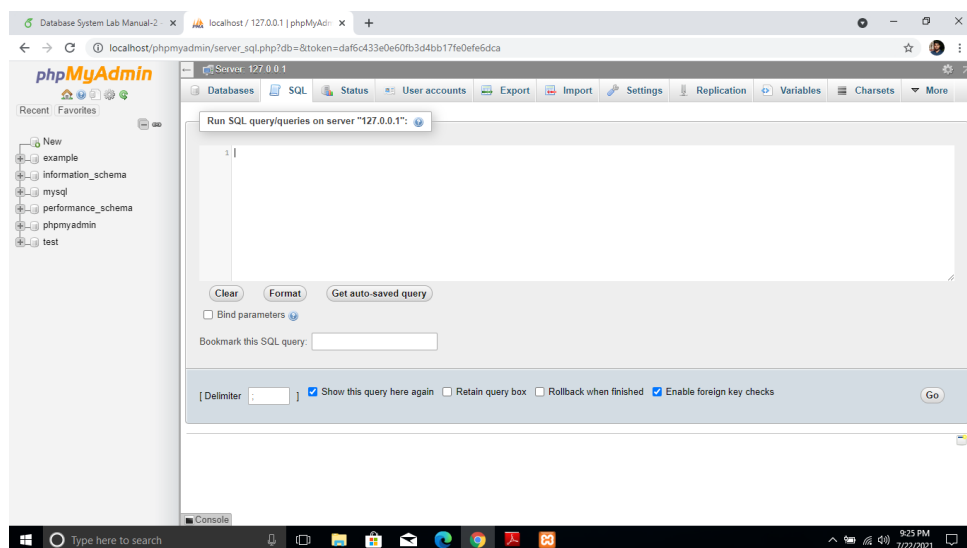 Database System Lab Manual-2 -
localhost / 127.0.0.1 | phpMyAdm
localhost/phpmyadmin/server_sql.php?db=&token=daf6c433e0e60fb3d4bb17fe0efe6dca
phpMyAdmin
Recent Favorites
New
example
information_schema
mysql
performance_schema
phpmyadmin
test
Server: 127.0.0.1
Databases SQL Status User accounts Export Import Settings Replication Variables Charsets More
Run SQL query/queries on server "127.0.0.1":
1
Clear Format Get auto-saved query
Bind parameters
Bookmark this SQL query:
[ Delimiter ; ] Show this query here again Retain query box Rollback when finished Enable foreign key checks
Go
Console
Type here to search
9:25 PM
7/22/2021